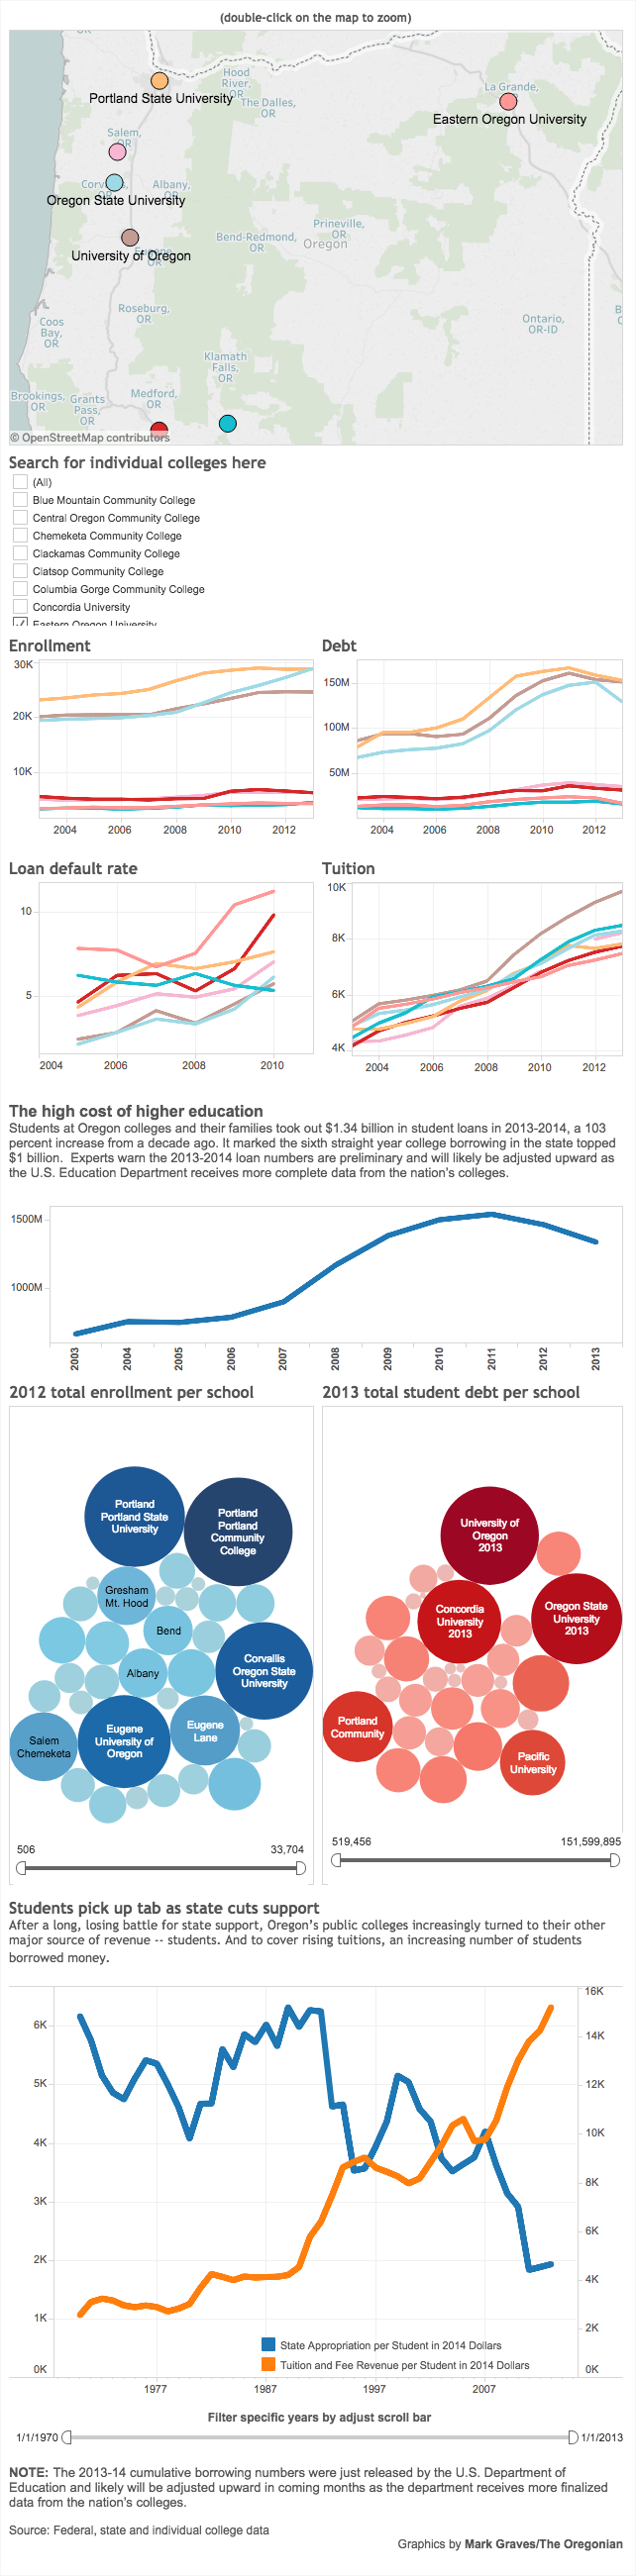 (double-click on the map to zoom)
Hood
River,
OR
Portland State University
The Dalles,
OR
La Grande,
Eastern Oregon University
Salem,
OR
Albany,
OR
Oregon State University
Prineville,
OR
Oregon
Bend-Redmond,
OR
University of Oregon
Roseburg,
OR
Coos
Bay,
OR
Ontario,
OR-ID
Klamath
Falls,
OR
Brookings,
OR
Grants
Pass,
OR
Medford,
OR
© OpenStreetMap contributors
Search for individual colleges here
(All)
Blue Mountain Community College
Central Oregon Community College
Chemeketa Community College
Clackamas Community College
Clatsop Community College
Columbia Gorge Community College
Concordia University
Eastern Oregon University
Enrollment
30K
20K
10K
2004 2006 2008 2010 2012
Debt
150M
100M
50M
2004 2006 2008 2010 2012
Loan default rate
10
5
2004 2006 2008 2010
Tuition
10K
8K
6K
4K
2004 2006 2008 2010 2012
The high cost of higher education
Students at Oregon colleges and their families took out $1.34 billion in student loans in 2013-2014, a 103
percent increase from a decade ago. It marked the sixth straight year college borrowing in the state topped
$1 billion. Experts warn the 2013-2014 loan numbers are preliminary and will likely be adjusted upward as
the U.S. Education Department receives more complete data from the nation's colleges.
1500M
1000M
2003 2004 2005 2006 2007 2008 2009 2010 2011 2012 2013
2012 total enrollment per school
Portland
Portland State
University
Portland
Portland
Community
College
Gresham
Mt. Hood
Bend
Albany
Corvallis
Oregon State
University
Salem
Chemeketa
Eugene
University of
Oregon
Eugene
Lane
506 33,704
2013 total student debt per school
University of
Oregon
2013
Concordia
University
2013
Oregon State
University
2013
Portland
Community
Pacific
University
519,456 151,599,895
Students pick up tab as state cuts support
After a long, losing battle for state support, Oregon's public colleges increasingly turned to their other
major source of revenue -- students. And to cover rising tuitions, an increasing number of students
borrowed money.
6K
5K
4K
3K
2K
1K
0K
16K
14K
12K
10K
8K
6K
4K
2K
0K
State Appropriation per Student in 2014 Dollars
Tuition and Fee Revenue per Student in 2014 Dollars
1977 1987 1997 2007
Filter specific years by adjust scroll bar
1/1/1970 1/1/2013
NOTE: The 2013-14 cumulative borrowing numbers were just released by the U.S. Department of
Education and likely will be adjusted upward in coming months as the department receives more finalized
data from the nation's colleges.
Source: Federal, state and individual college data
Graphics by Mark Graves/The Oregonian